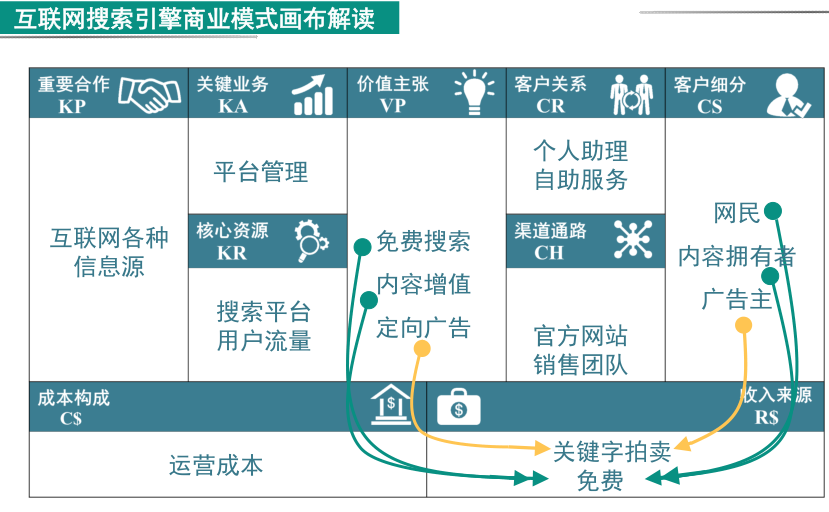 互联网搜索引擎商业模式画布解读
重要合作
KP
互联网各种
信息源
关键业务
KA
平台管理
核心资源
KR
搜索平台
用户流量
价值主张
VP
免费搜索
内容增值
定向广告
客户关系
CR
个人助理
自助服务
渠道通路
CH
官方网站
销售团队
客户细分
CS
网民
内容拥有者
广告主
成本构成
C$
$
运营成本
$
收入来源
R$
关键字拍卖
免费